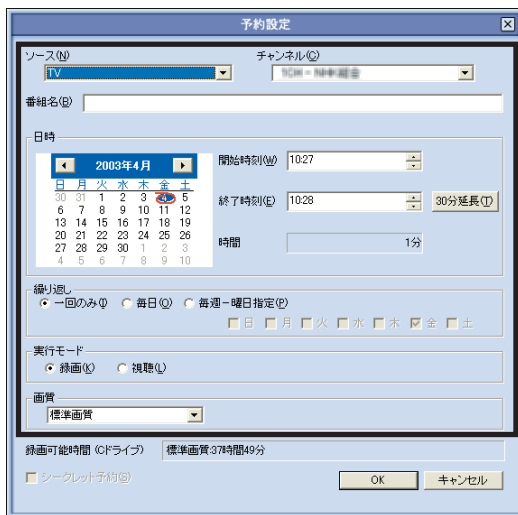 予約設定
ソース(N)
チャンネル(C)
TV
番組名(B)
日時
2003年4月
日 月 火 水 木 金 土
30 31 1 2 3 4 5
6 7 8 9 10 11 12
13 14 15 16 17 18 19
20 21 22 23 24 25 26
27 28 29 30 1 2 3
4 5 6 7 8 9 10
開始時刻(W) 10:27
終了時刻(E) 10:28 30分延長(T)
時間 1分
繰り返し
一回のみ(I) 毎日(O) 毎週-曜日指定(P)
日 月 火 水 木 金 土
実行モード
録画(K) 視聴(L)
画質
標準画質
録画可能時間 (Cドライブ) 標準画質:37時間49分
シークレット予約(S) OK キャンセル